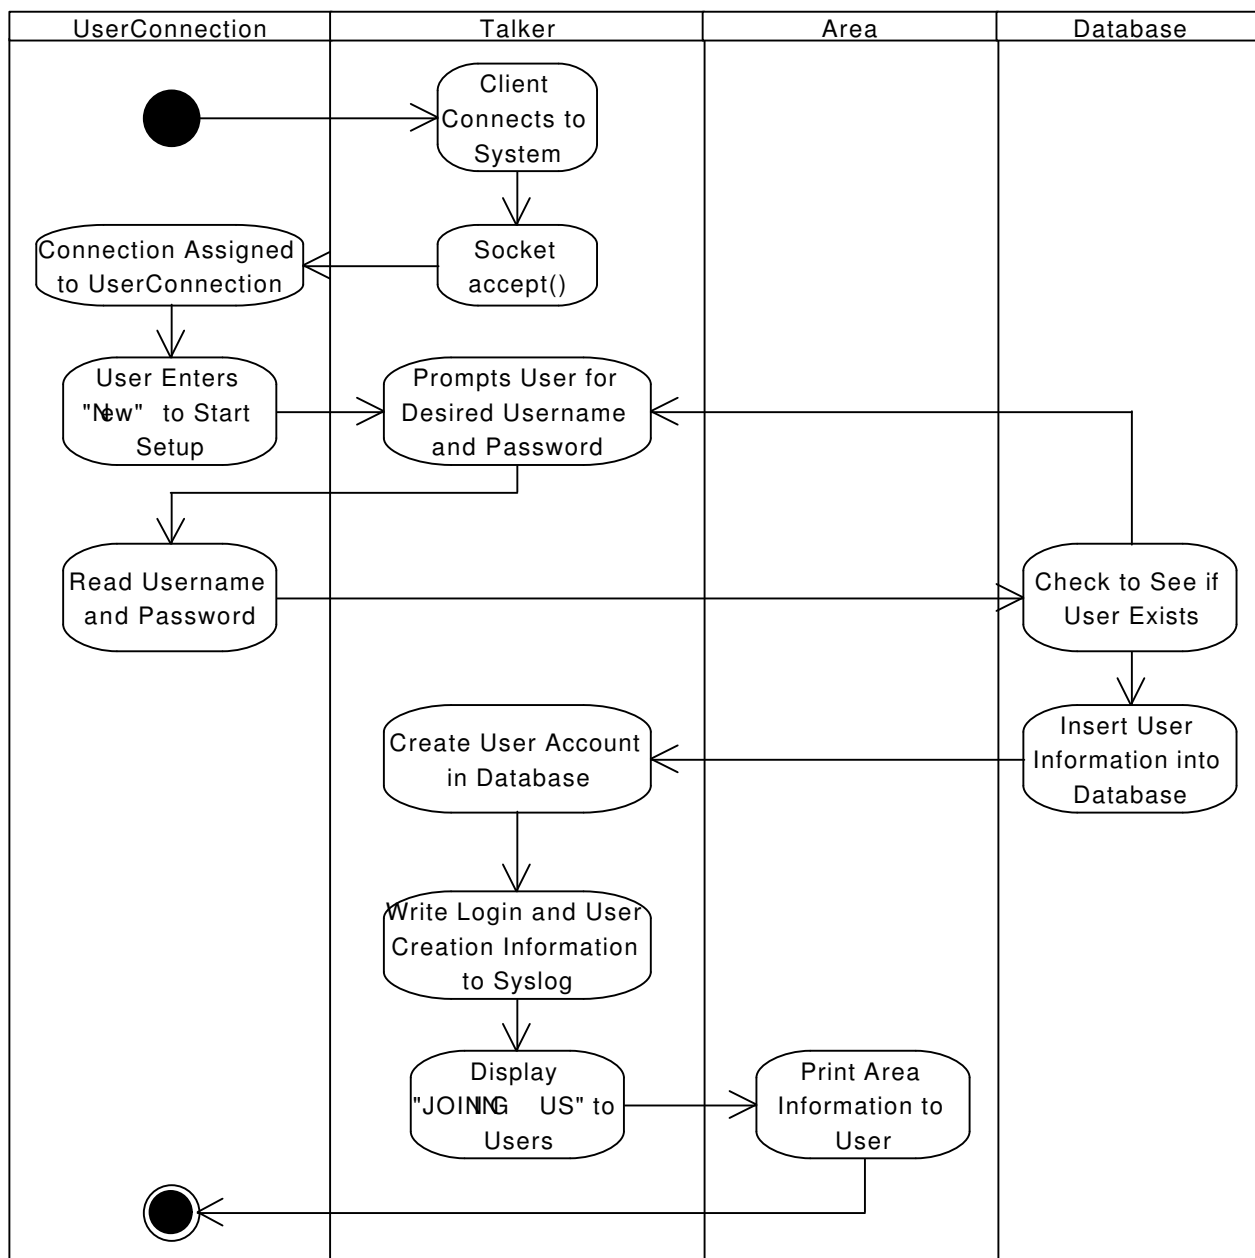 UserConnection
Talker
Area
Database
Client
Connects to
System
Connection Assigned
to UserConnection
Socket
accept()
User Enters
"New" to Start
Setup
Prompts User for
Desired Username
and Password
Read Username
and Password
Check to See if
User Exists
Create User Account
in Database
Insert User
Information into
Database
Write Login and User
Creation Information
to Syslog
Display
"JOINING US" to
Users
Print Area
Information to
User